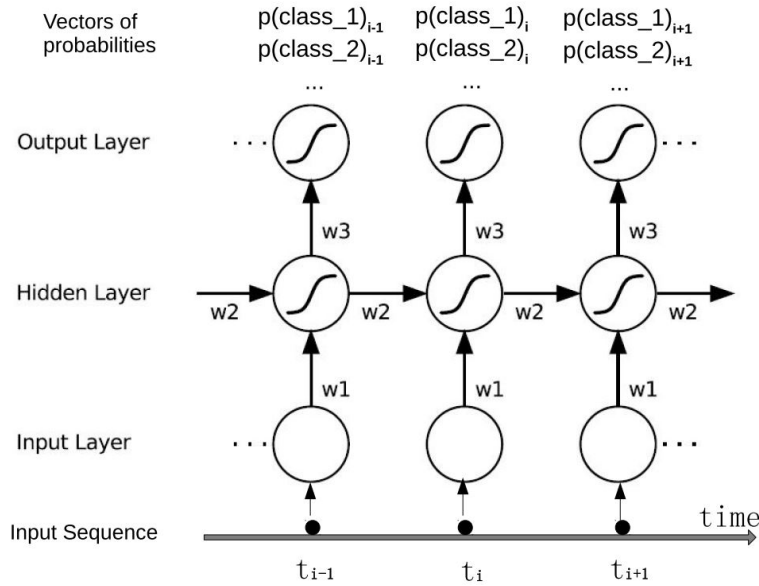 Vectors of
probabilities
p(class_1)i-1 p(class_1)i p(class_1)i+1
p(class_2)i-1 p(class_2)i p(class_2)i+1
... ... ...
Output Layer ... ...
w3 w3 w3
Hidden Layer
w2 w2 w2 w2
w1 w1 w1
Input Layer ... ...
time
Input Sequence
ti-1 ti ti+1